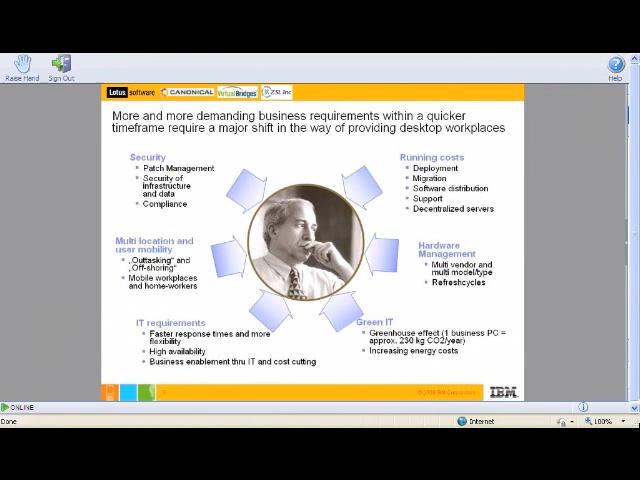 Raise Hand
Sign Out
Help
Lotus software
CANONICAL
VirtualBridges
ZSL Inc
More and more demanding business requirements within a quicker
timeframe require a major shift in the way of providing desktop workplaces
Security
Patch Management
Security of
infrastructure
and data
Compliance
Running costs
Deployment
Migration
Software distribution
Support
Decentralized servers
Multi location and
user mobility
„Outtasking“ and
„Off-shoring“
Mobile workplaces
and home-workers
Hardware
Management
Multi vendor and
multi model/type
Refreshcycles
IT requirements
Faster response times and more
flexibility
High availability
Business enablement thru IT and cost cutting
Green IT
Greenhouse effect (1 business PC =
approx. 230 kg CO2/year)
Increasing energy costs
IBM
ONLINE
Done
Internet
100%